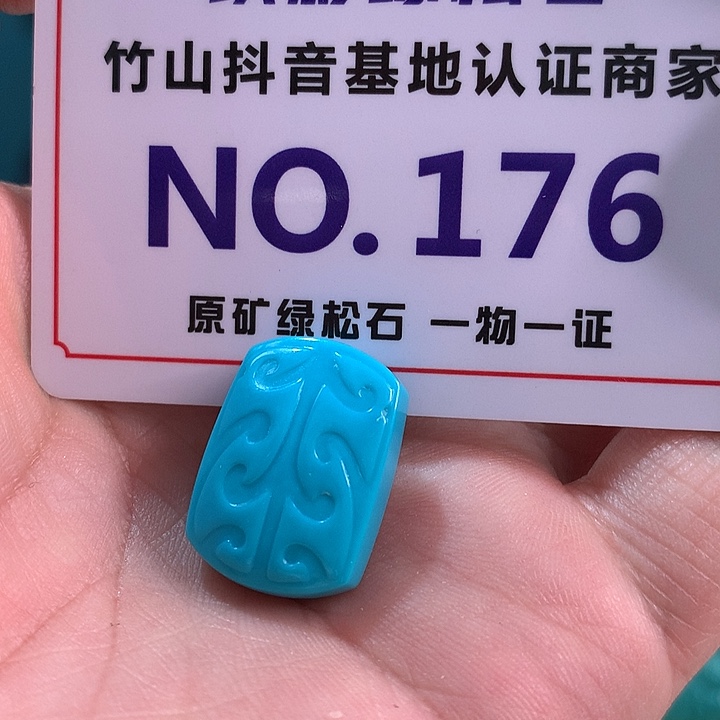 竹山抖音基地认证商家
NO.176
原矿绿松石 一物一证